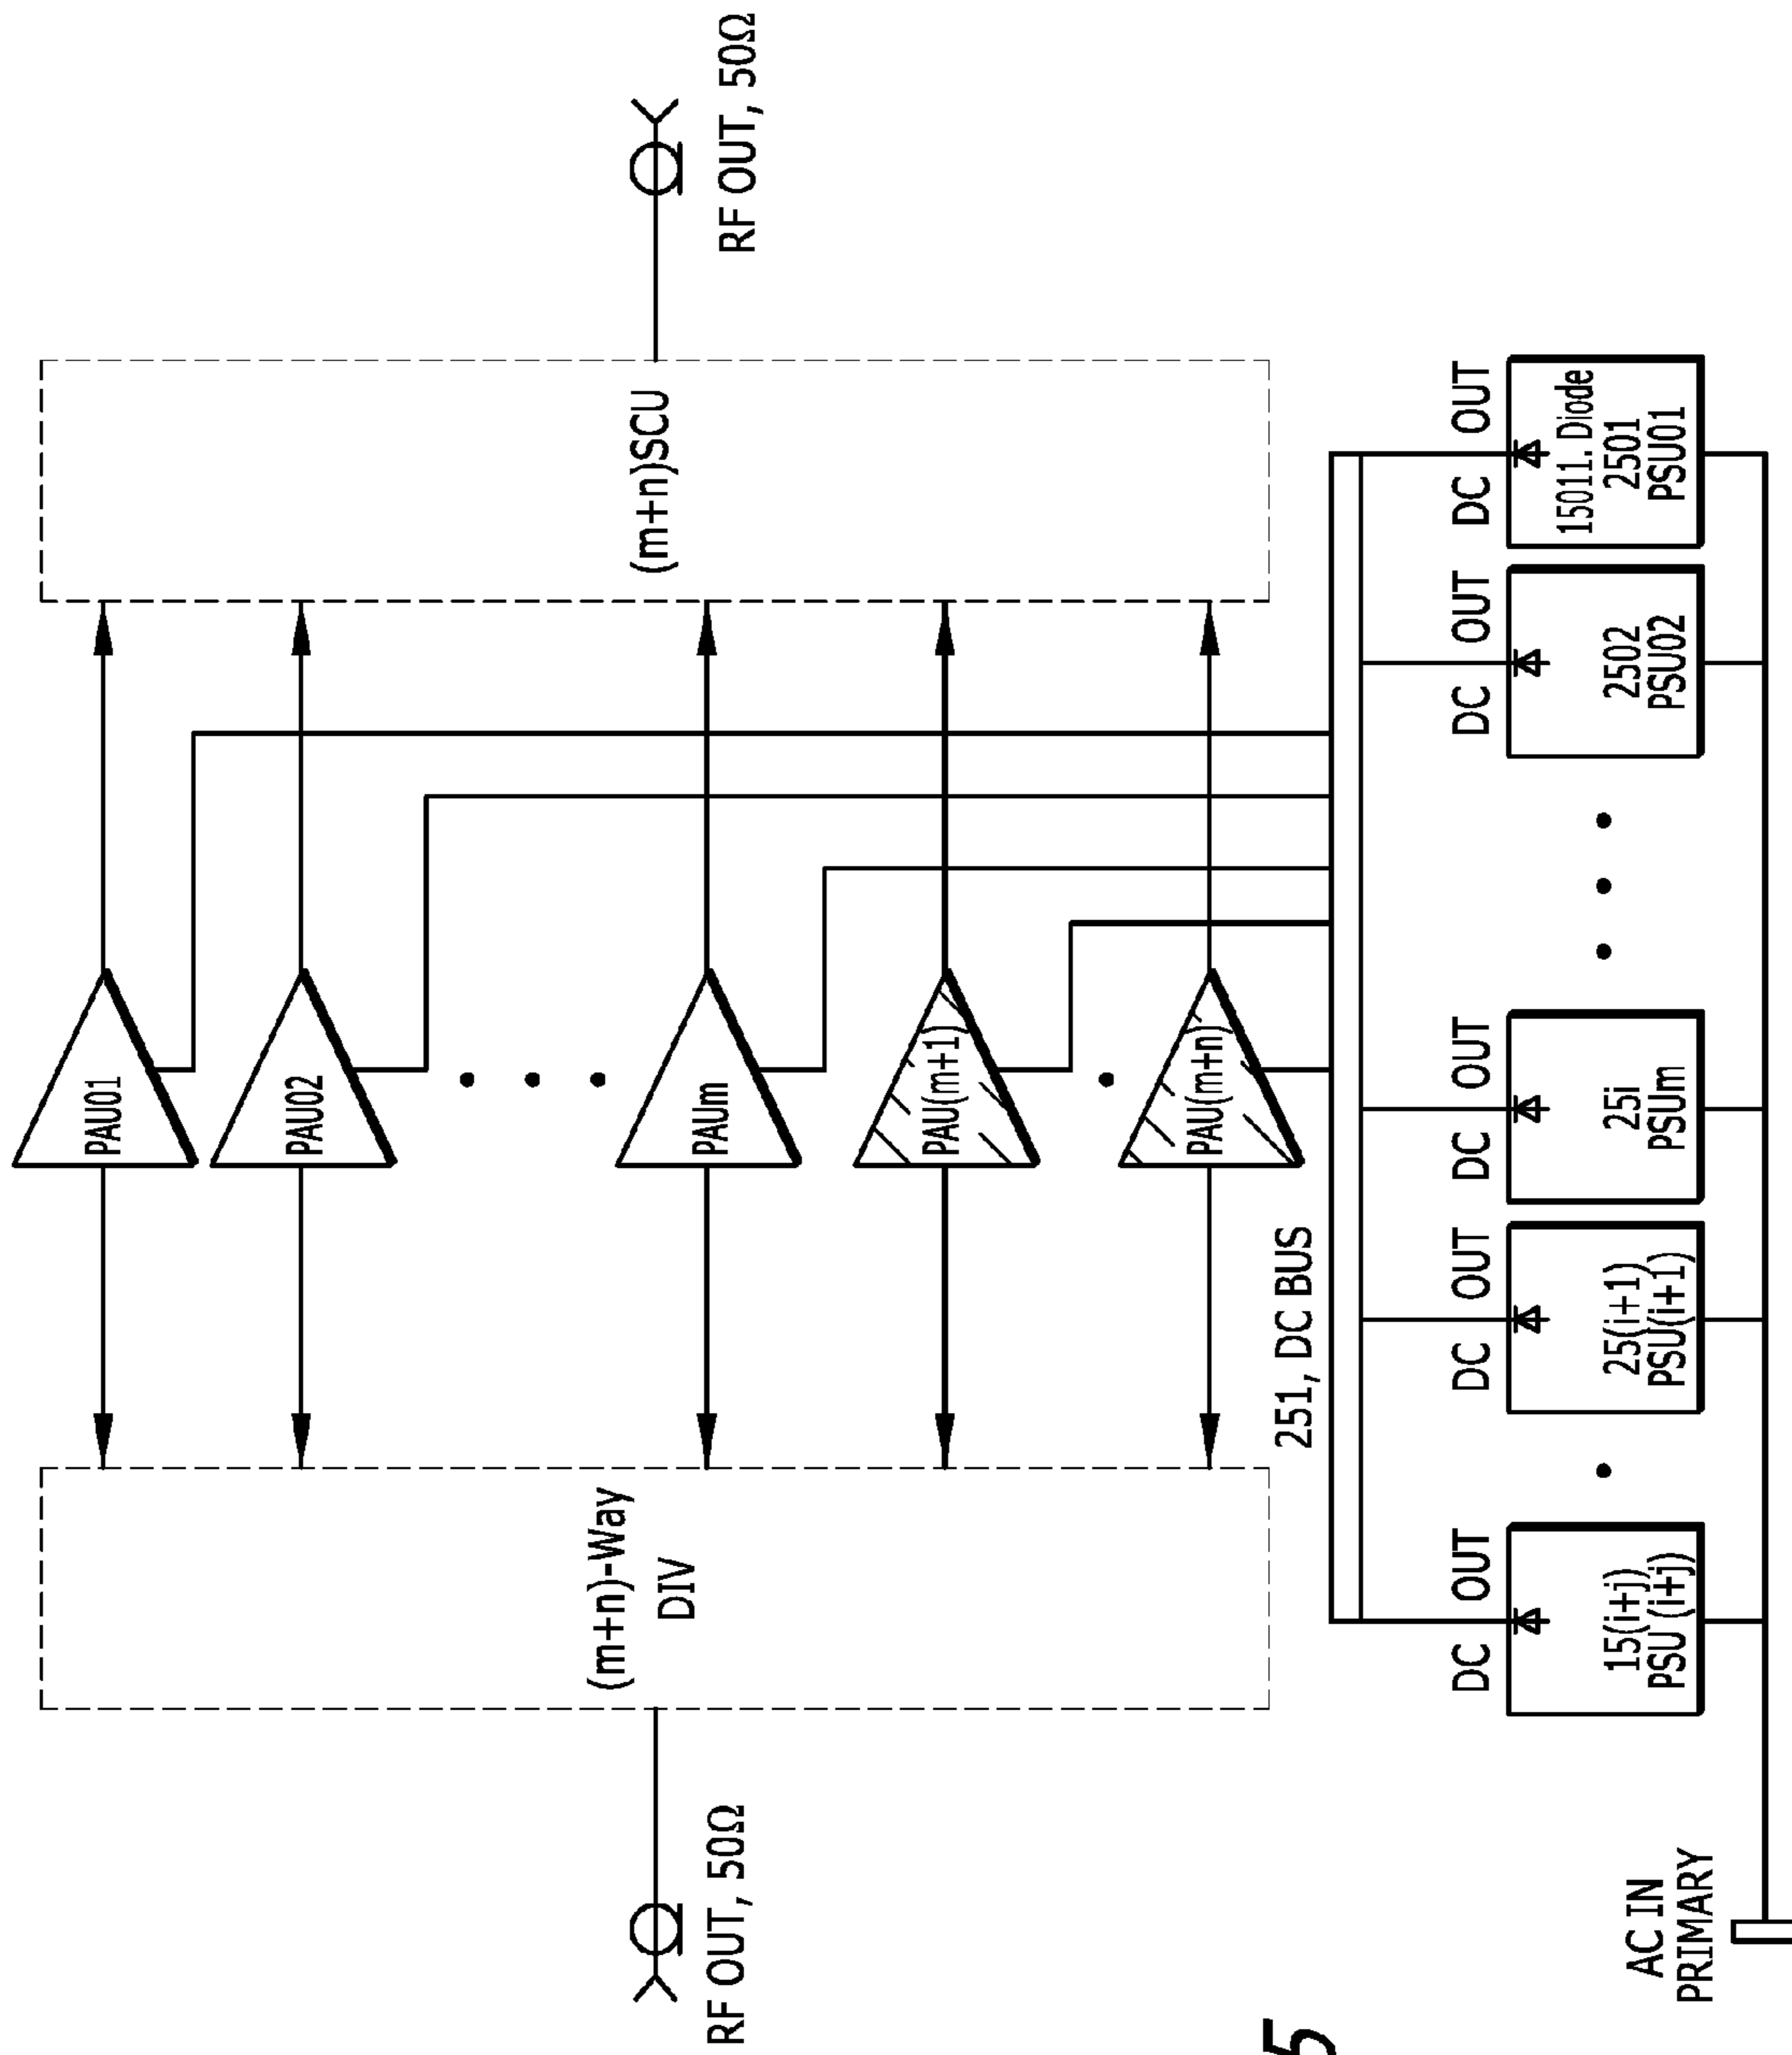 PAU01
PAU02
PAUm
PAU(m+1)
PAU(m+n)
(m+n)-Way
DIV
(m+n)SCU
RF OUT, 50Ω
RF OUT, 50Ω
251, DC BUS
DC OUT
DC OUT
DC OUT
DC OUT
DC OUT
15(i+j)
PSU (i+j)
25(i+1)
PSU(i+1)
25i
PSUm
2502
PSU02
15011. Diode
2501
PSU01
AC IN
PRIMARY
5